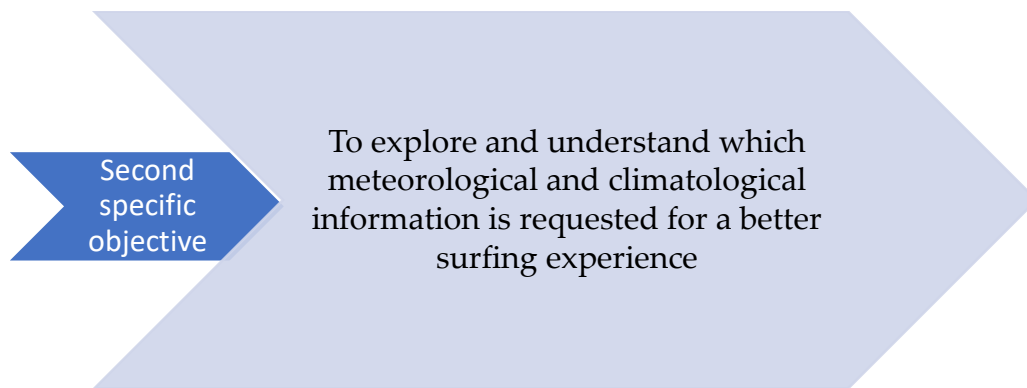 Second
specific
objective
To explore and understand which
meteorological and climatological
information is requested for a better
surfing experience